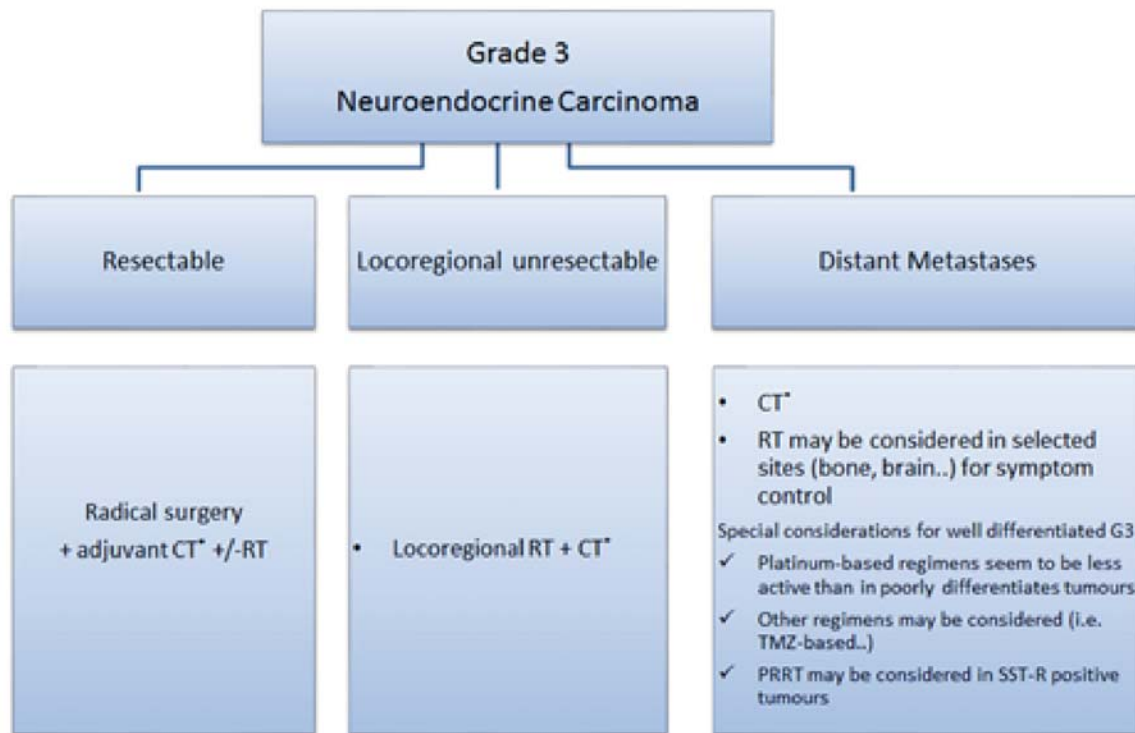 Grade 3
Neuroendocrine Carcinoma
Resectable
Locoregional unresectable
Distant Metastases
Radical surgery
+ adjuvant CT* +/-RT
• Locoregional RT + CT*
• CT*
• RT may be considered in selected
sites (bone, brain..) for symptom
control
Special considerations for well differentiated G3
✓ Platinum-based regimens seem to be less
active than in poorly differentiates tumours
✓ Other regimens may be considered (i.e.
TMZ-based..)
✓ PRRT may be considered in SST-R positive
tumours